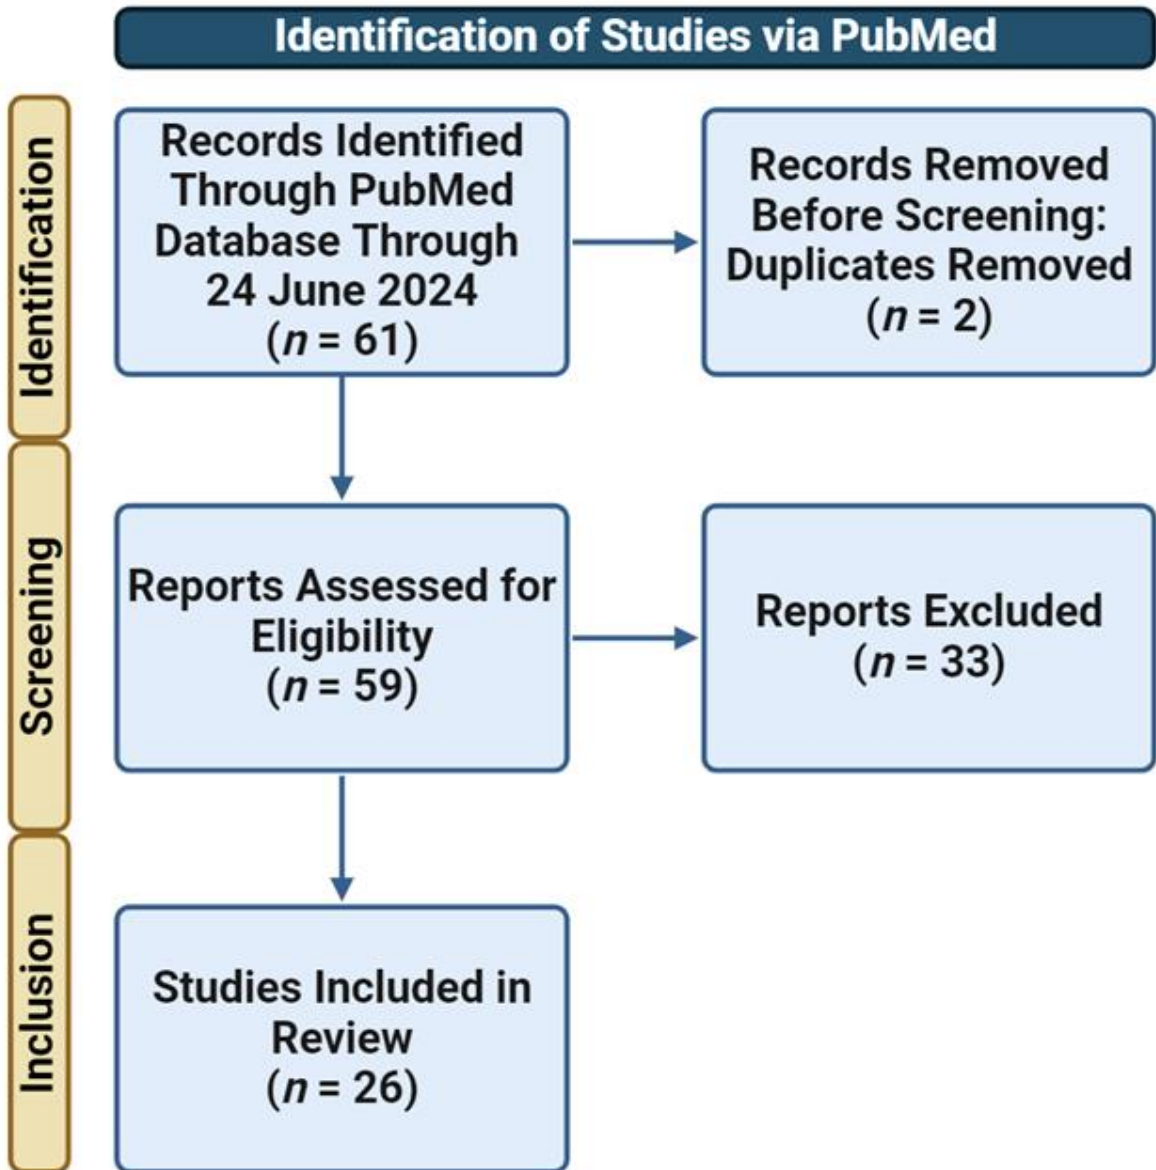 Identification of Studies via PubMed
Identification
Records Identified
Through PubMed
Database Through
24 June 2024
(n = 61)
Records Removed
Before Screening:
Duplicates Removed
(n = 2)
Screening
Reports Assessed for
Eligibility
(n = 59)
Reports Excluded
(n = 33)
Inclusion
Studies Included in
Review
(n = 26)